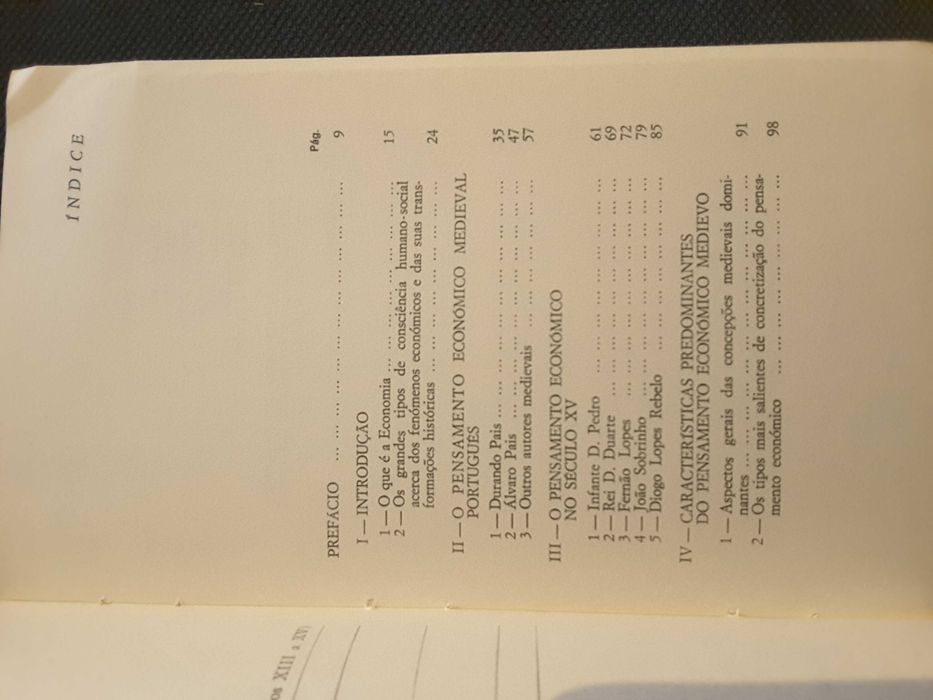 ÍNDICE
Pág.
PREFÁCIO ... ... ... ... ... ... ... ... ... ... ... 9
I — INTRODUÇÃO
1 — O que é a Economia ... ... ... ... ... ... ... ... 15
2 — Os grandes tipos de consciência humano-social
acerca dos fenómenos económicos e das suas trans-
formações históricas ... ... ... ... ... ... ... ... 24
II — O PENSAMENTO ECONÓMICO MEDIEVAL
PORTUGUÊS
1 — Durando Pais ... ... ... ... ... ... ... ... ... ... 35
2 — Álvaro Pais ... ... ... ... ... ... ... ... ... ... 47
3 — Outros autores medievais ... ... ... ... ... ... ... 57
III — O PENSAMENTO ECONÓMICO
NO SÉCULO XV
1 — Infante D. Pedro ... ... ... ... ... ... ... ... ... 61
2 — Rei D. Duarte ... ... ... ... ... ... ... ... ... 69
3 — Fernão Lopes ... ... ... ... ... ... ... ... ... 72
4 — João Sobrinho ... ... ... ... ... ... ... ... ... 79
5 — Diogo Lopes Rebelo ... ... ... ... ... ... ... ... 85
IV — CARACTERÍSTICAS PREDOMINANTES
DO PENSAMENTO ECONÓMICO MEDIEVO
1 — Aspectos gerais das concepções medievais domi-
nantes ... ... ... ... ... ... ... ... ... ... ... 91
2 — Os tipos mais salientes de concretização do pensa-
mento económico ... ... ... ... ... ... ... ... 98
XIII a XV)